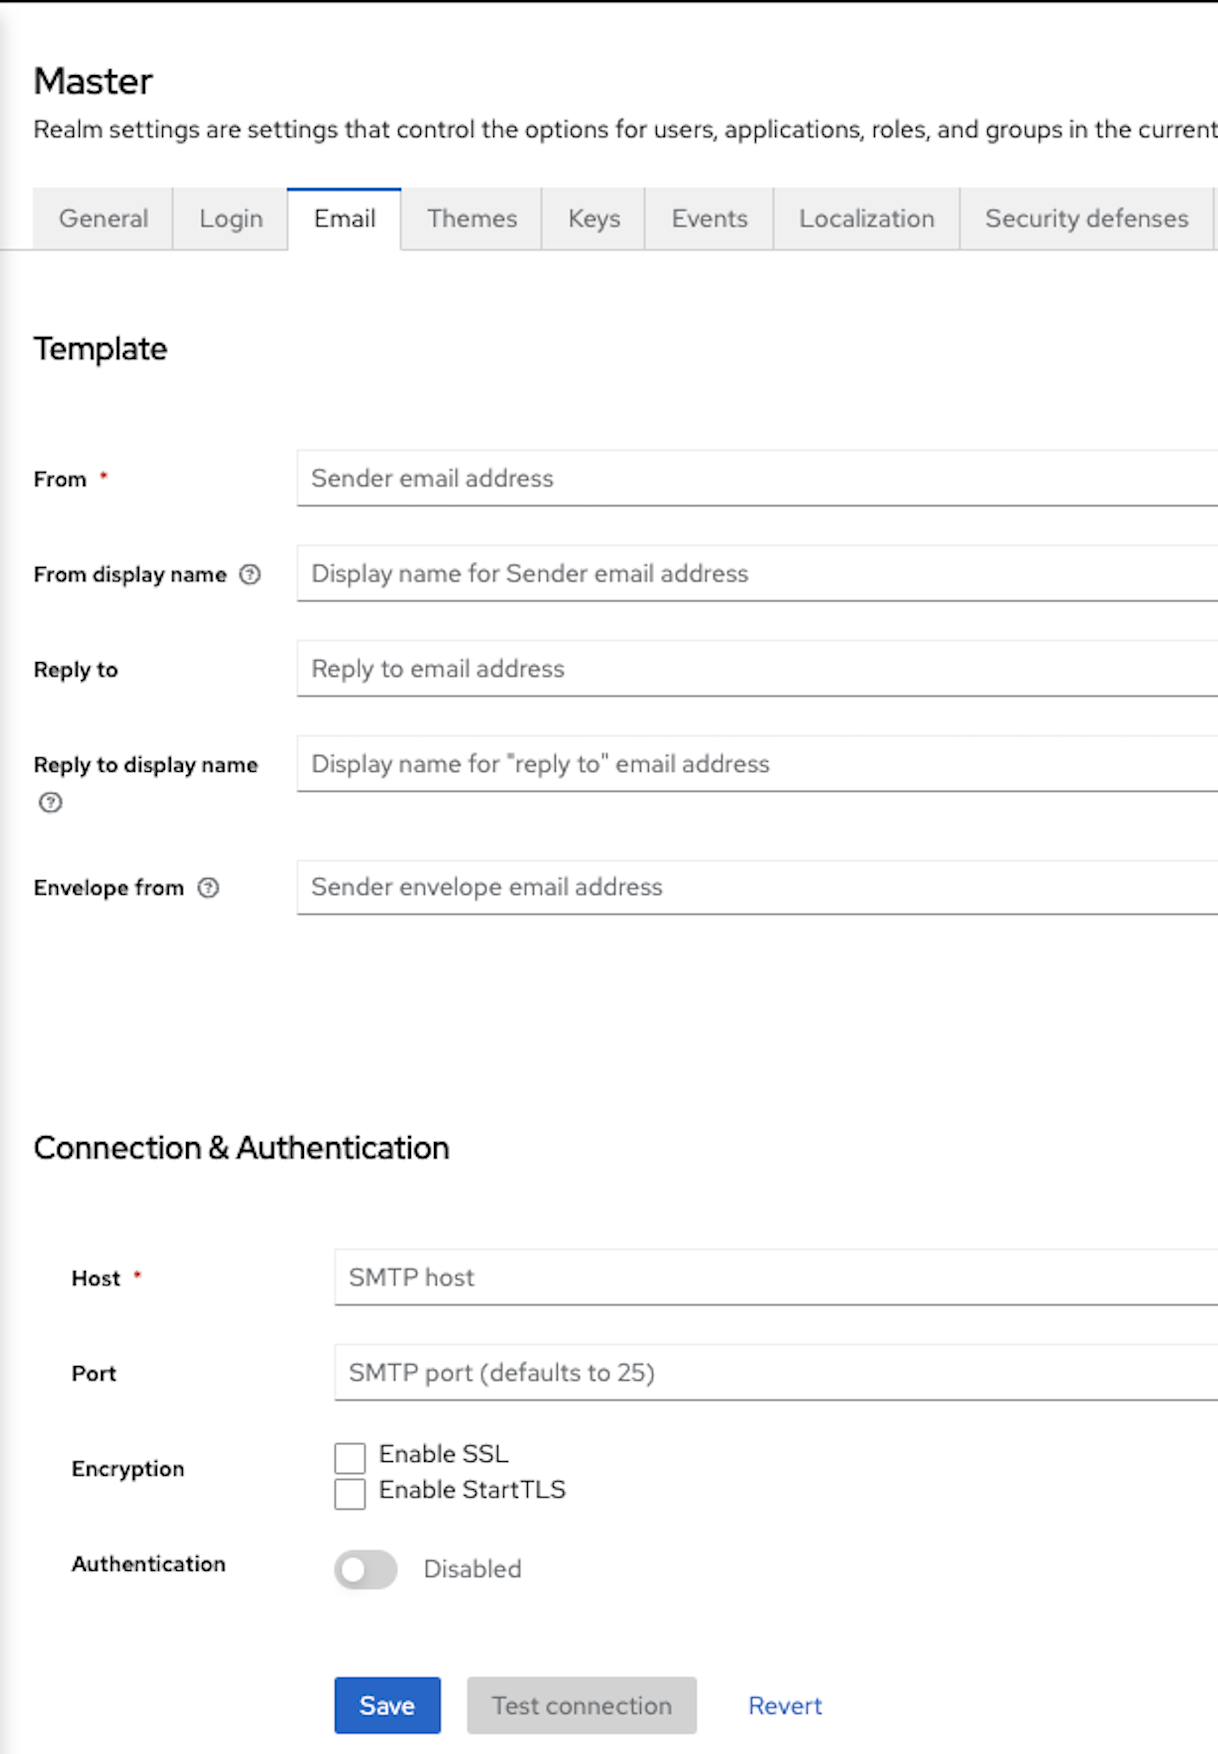 Master
Realm settings are settings that control the options for users, applications, roles, and groups in the current
General Login Email Themes Keys Events Localization Security defenses
Template
From * Sender email address
From display name Display name for Sender email address
Reply to Reply to email address
Reply to display name Display name for "reply to" email address
Envelope from Sender envelope email address
Connection & Authentication
Host * SMTP host
Port SMTP port (defaults to 25)
Encryption Enable SSL
Enable StartTLS
Authentication Disabled
Save Test connection Revert